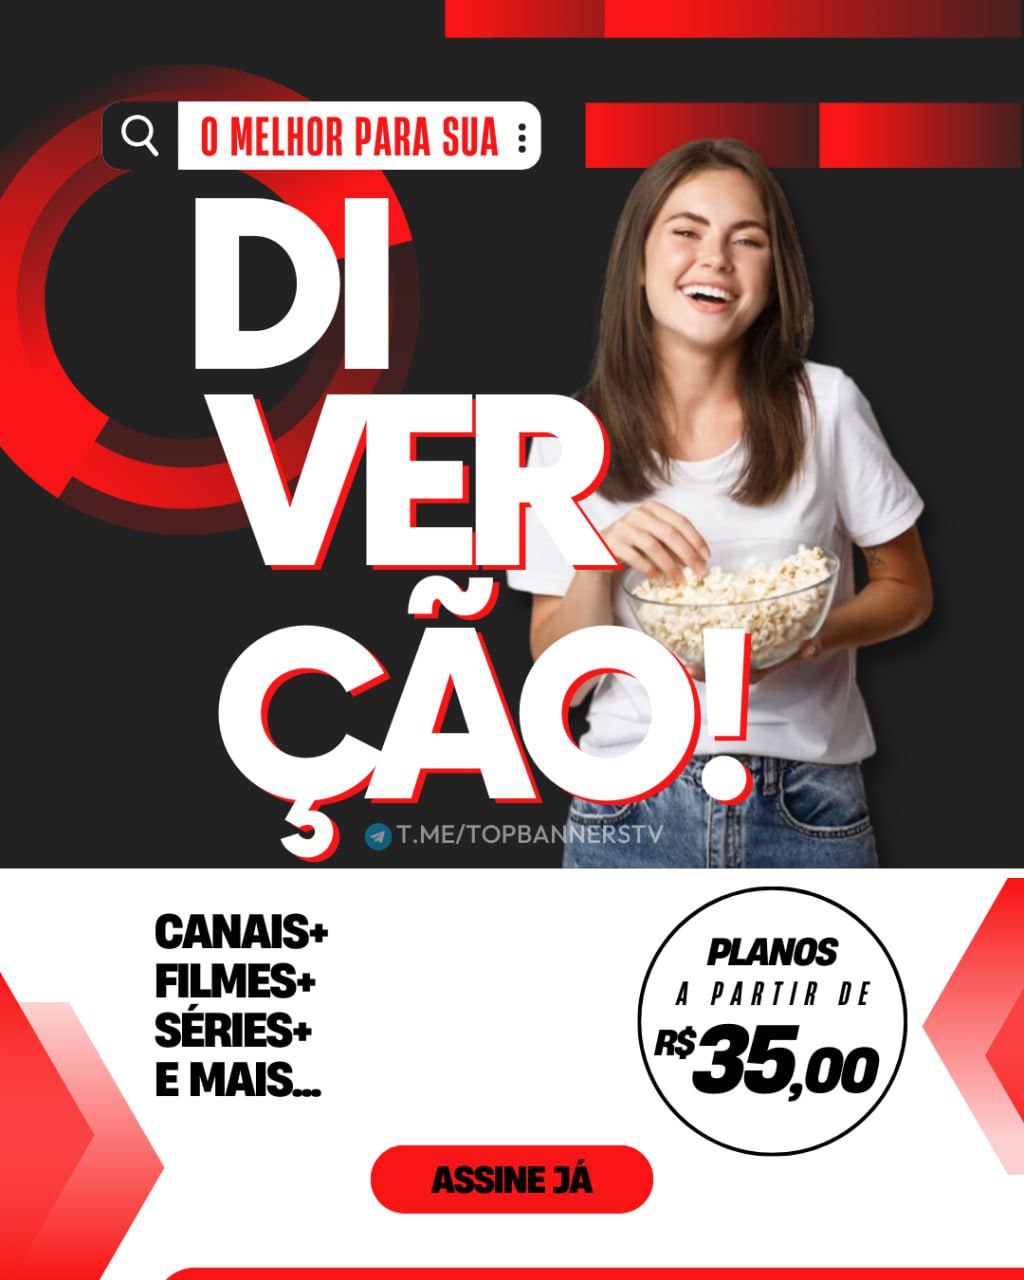 O MELHOR PARA SUA
DI
VER
ÇÃO!
T.ME/TOPBANNERSTV
CANAIS+
FILMES+
SÉRIES+
E MAIS...
PLANOS
A PARTIR DE
R$35,00
ASSINE JÁ